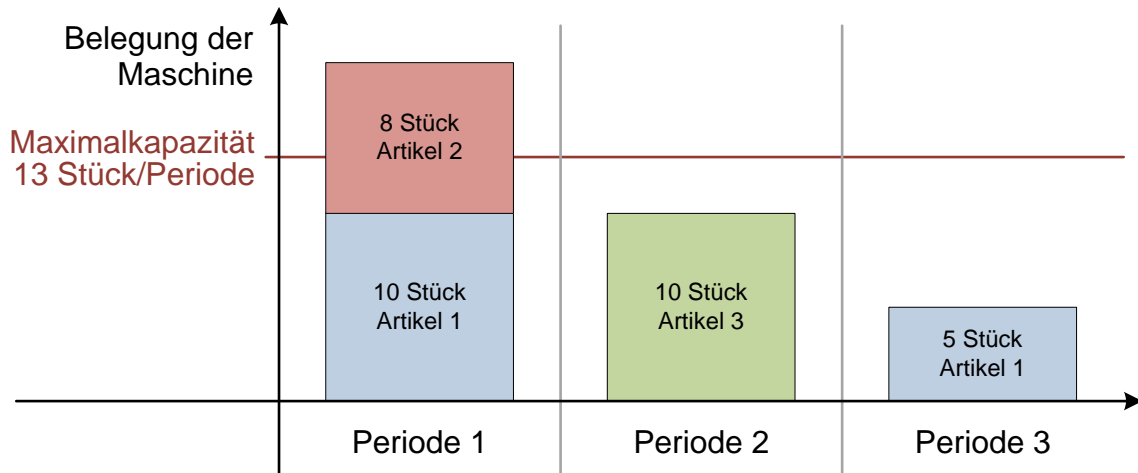 Belegung der
Maschine
Maximalkapazität
13 Stück/Periode
8 Stück
Artikel 2
10 Stück
Artikel 1
10 Stück
Artikel 3
5 Stück
Artikel 1
Periode 1
Periode 2
Periode 3